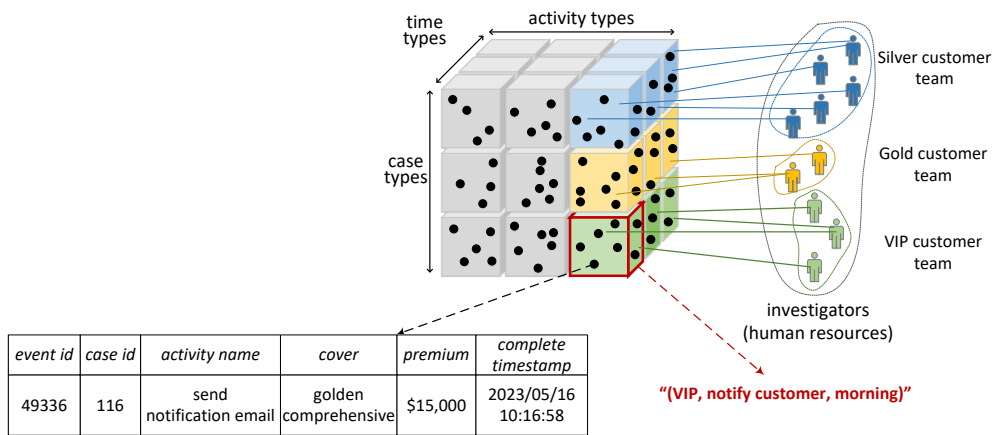 activity types
time
types
case
types
Silver customer
team
Gold customer
team
VIP customer
team
investigators
(human resources)
event id case id activity name cover premium complete
timestamp
49336 116 send
notification email golden
comprehensive $15,000 2023/05/16
10:16:58
“(VIP, notify customer, morning)”